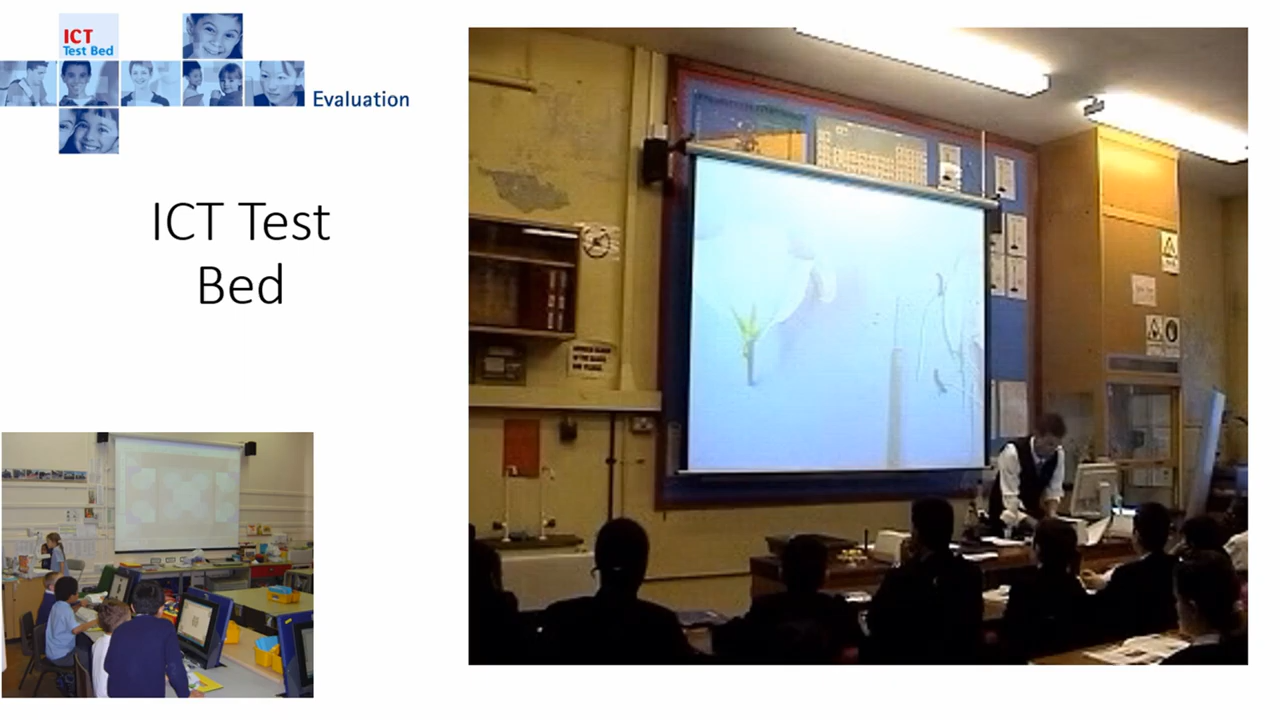 ICT
Test Bed
Evaluation
ICT Test
Bed